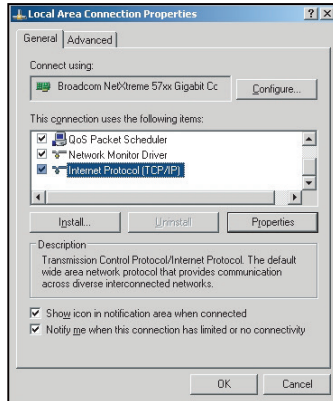 Local Area Connection Properties
General Advanced
Connect using:
Broadcom NetXtreme 57xx Gigabit Cc
Configure...
This connection uses the following items:
QoS Packet Scheduler
Network Monitor Driver
Internet Protocol (TCP/IP)
Install... Uninstall Properties
Description
Transmission Control Protocol/Internet Protocol. The default
wide area network protocol that provides communication
across diverse interconnected networks.
Show icon in notification area when connected
Notify me when this connection has limited or no connectivity
OK Cancel